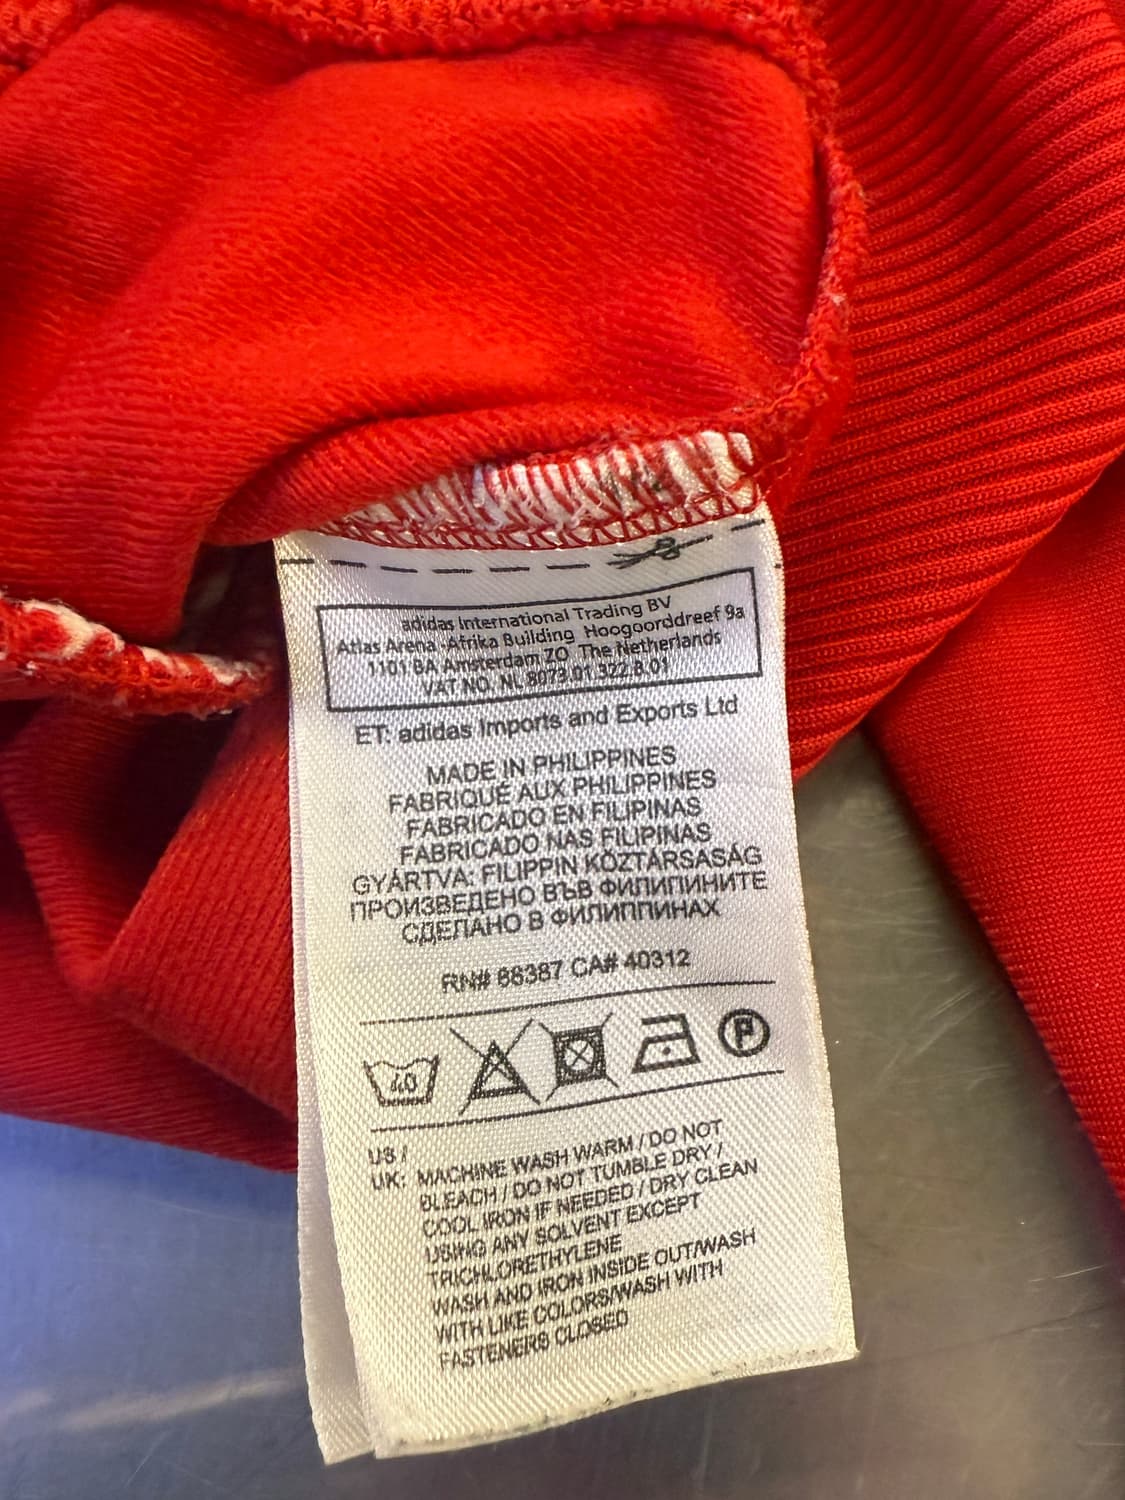 adidas International Trading BV
Atlas Arena -Afrika Building Hoogoorddreef 9a
1101 BA Amsterdam ZO The Netherlands
VAT NO. NL 8073.01.322.B.01
ET: adidas Imports and Exports Ltd
MADE IN PHILIPPINES
FABRIQUÉ AUX PHILIPPINES
FABRICADO EN FILIPINAS
FABRICADO NAS FILIPINAS
GYÁRTVA: FILIPPIN KÖZTÁRSASÁG
ПРОИЗВЕДЕНО ВЪВ ФИЛИПИНИТЕ
СДЕЛАНО В ФИЛИППИНАХ
RN# 88387 CA# 40312
40 P
US /
UK: MACHINE WASH WARM / DO NOT
BLEACH / DO NOT TUMBLE DRY /
COOL IRON IF NEEDED / DRY CLEAN
USING ANY SOLVENT EXCEPT
TRICHLORETHYLENE
WASH AND IRON INSIDE OUT/WASH
WITH LIKE COLORS/WASH WITH
FASTENERS CLOSED